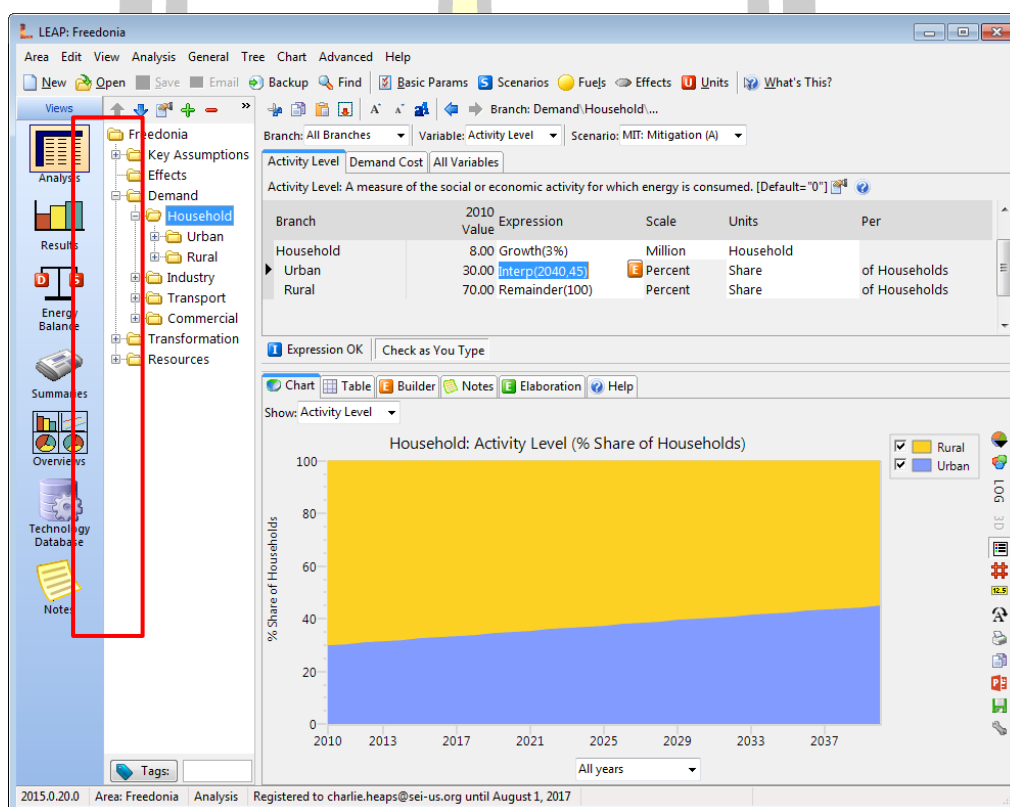 LEAP: Freedonia
Area Edit View Analysis General Tree Chart Advanced Help
New Open Save Email Backup Find Basic Params Scenarios Fuels Effects Units What's This?
Views
Analysis
Results
Energy
Balance
Summaries
Overviews
Technology
Database
Notes
»
Freedonia
Key Assumptions
Effects
Demand
Household
Urban
Rural
Industry
Transport
Commercial
Transformation
Resources
Tags:
Branch: Demand\Household\...
Branch: All Branches Variable: Activity Level Scenario: MIT: Mitigation (A)
Activity Level Demand Cost All Variables
Activity Level: A measure of the social or economic activity for which energy is consumed. [Default="0"]
Branch 2010 Value Expression Scale Units Per
Household 8.00 Growth(3%) Million Household
Urban 30.00 Interp(2040,45) E Percent Share of Households
Rural 70.00 Remainder(100) Percent Share of Households
Expression OK Check as You Type
Chart Table Builder Notes Elaboration Help
Show: Activity Level
Household: Activity Level (% Share of Households)
Rural
Urban
LOG
3D
12.5
% Share of Households
100
80
60
40
20
0
2010 2013 2017 2021 2025 2029 2033 2037
All years
2015.0.20.0 Area: Freedonia Analysis Registered to charlie.heaps@sei-us.org until August 1, 2017